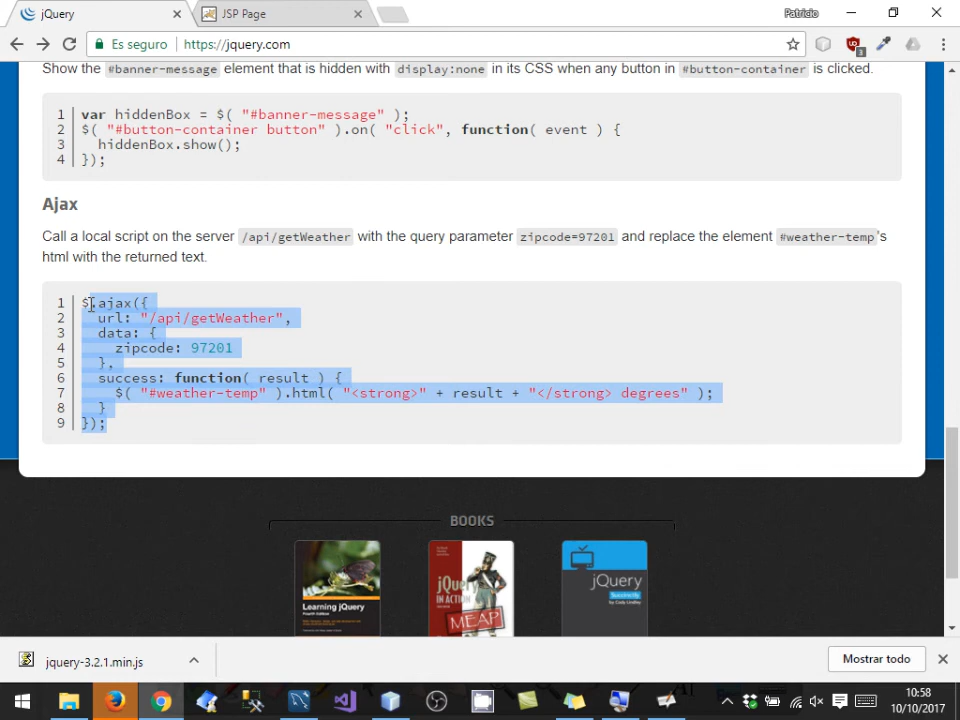 jQuery
JSP Page
Patricio
Es seguro
https://jquery.com
3
Show the #banner-message element that is hidden with display:none in its CSS when any button in #button-container is clicked.
1 var hiddenBox = $( "#banner-message" );
2 $( "#button-container button" ).on( "click", function( event ) {
3 hiddenBox.show();
4 });
Ajax
Call a local script on the server /api/getWeather with the query parameter zipcode=97201 and replace the element #weather-temp's
html with the returned text.
1 $.ajax({
2 url: "/api/getWeather",
3 data: {
4 zipcode: 97201
5 },
6 success: function( result ) {
7 $( "#weather-temp" ).html( "<strong>" + result + "</strong> degrees" );
8 }
9 });
BOOKS
Learning jQuery
jQuery
IN ACTION
MEAP
jQuery
Succinctly
by Cody Lindley
jquery-3.2.1.min.js
Mostrar todo
10:58
10/10/2017